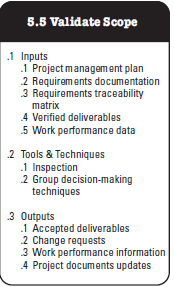 5.5 Validate Scope
.1 Inputs
.1 Project management plan
.2 Requirements documentation
.3 Requirements traceability
matrix
.4 Verified deliverables
.5 Work performance data
.2 Tools & Techniques
.1 Inspection
.2 Group decision-making
techniques
.3 Outputs
.1 Accepted deliverables
.2 Change requests
.3 Work performance information
.4 Project documents updates